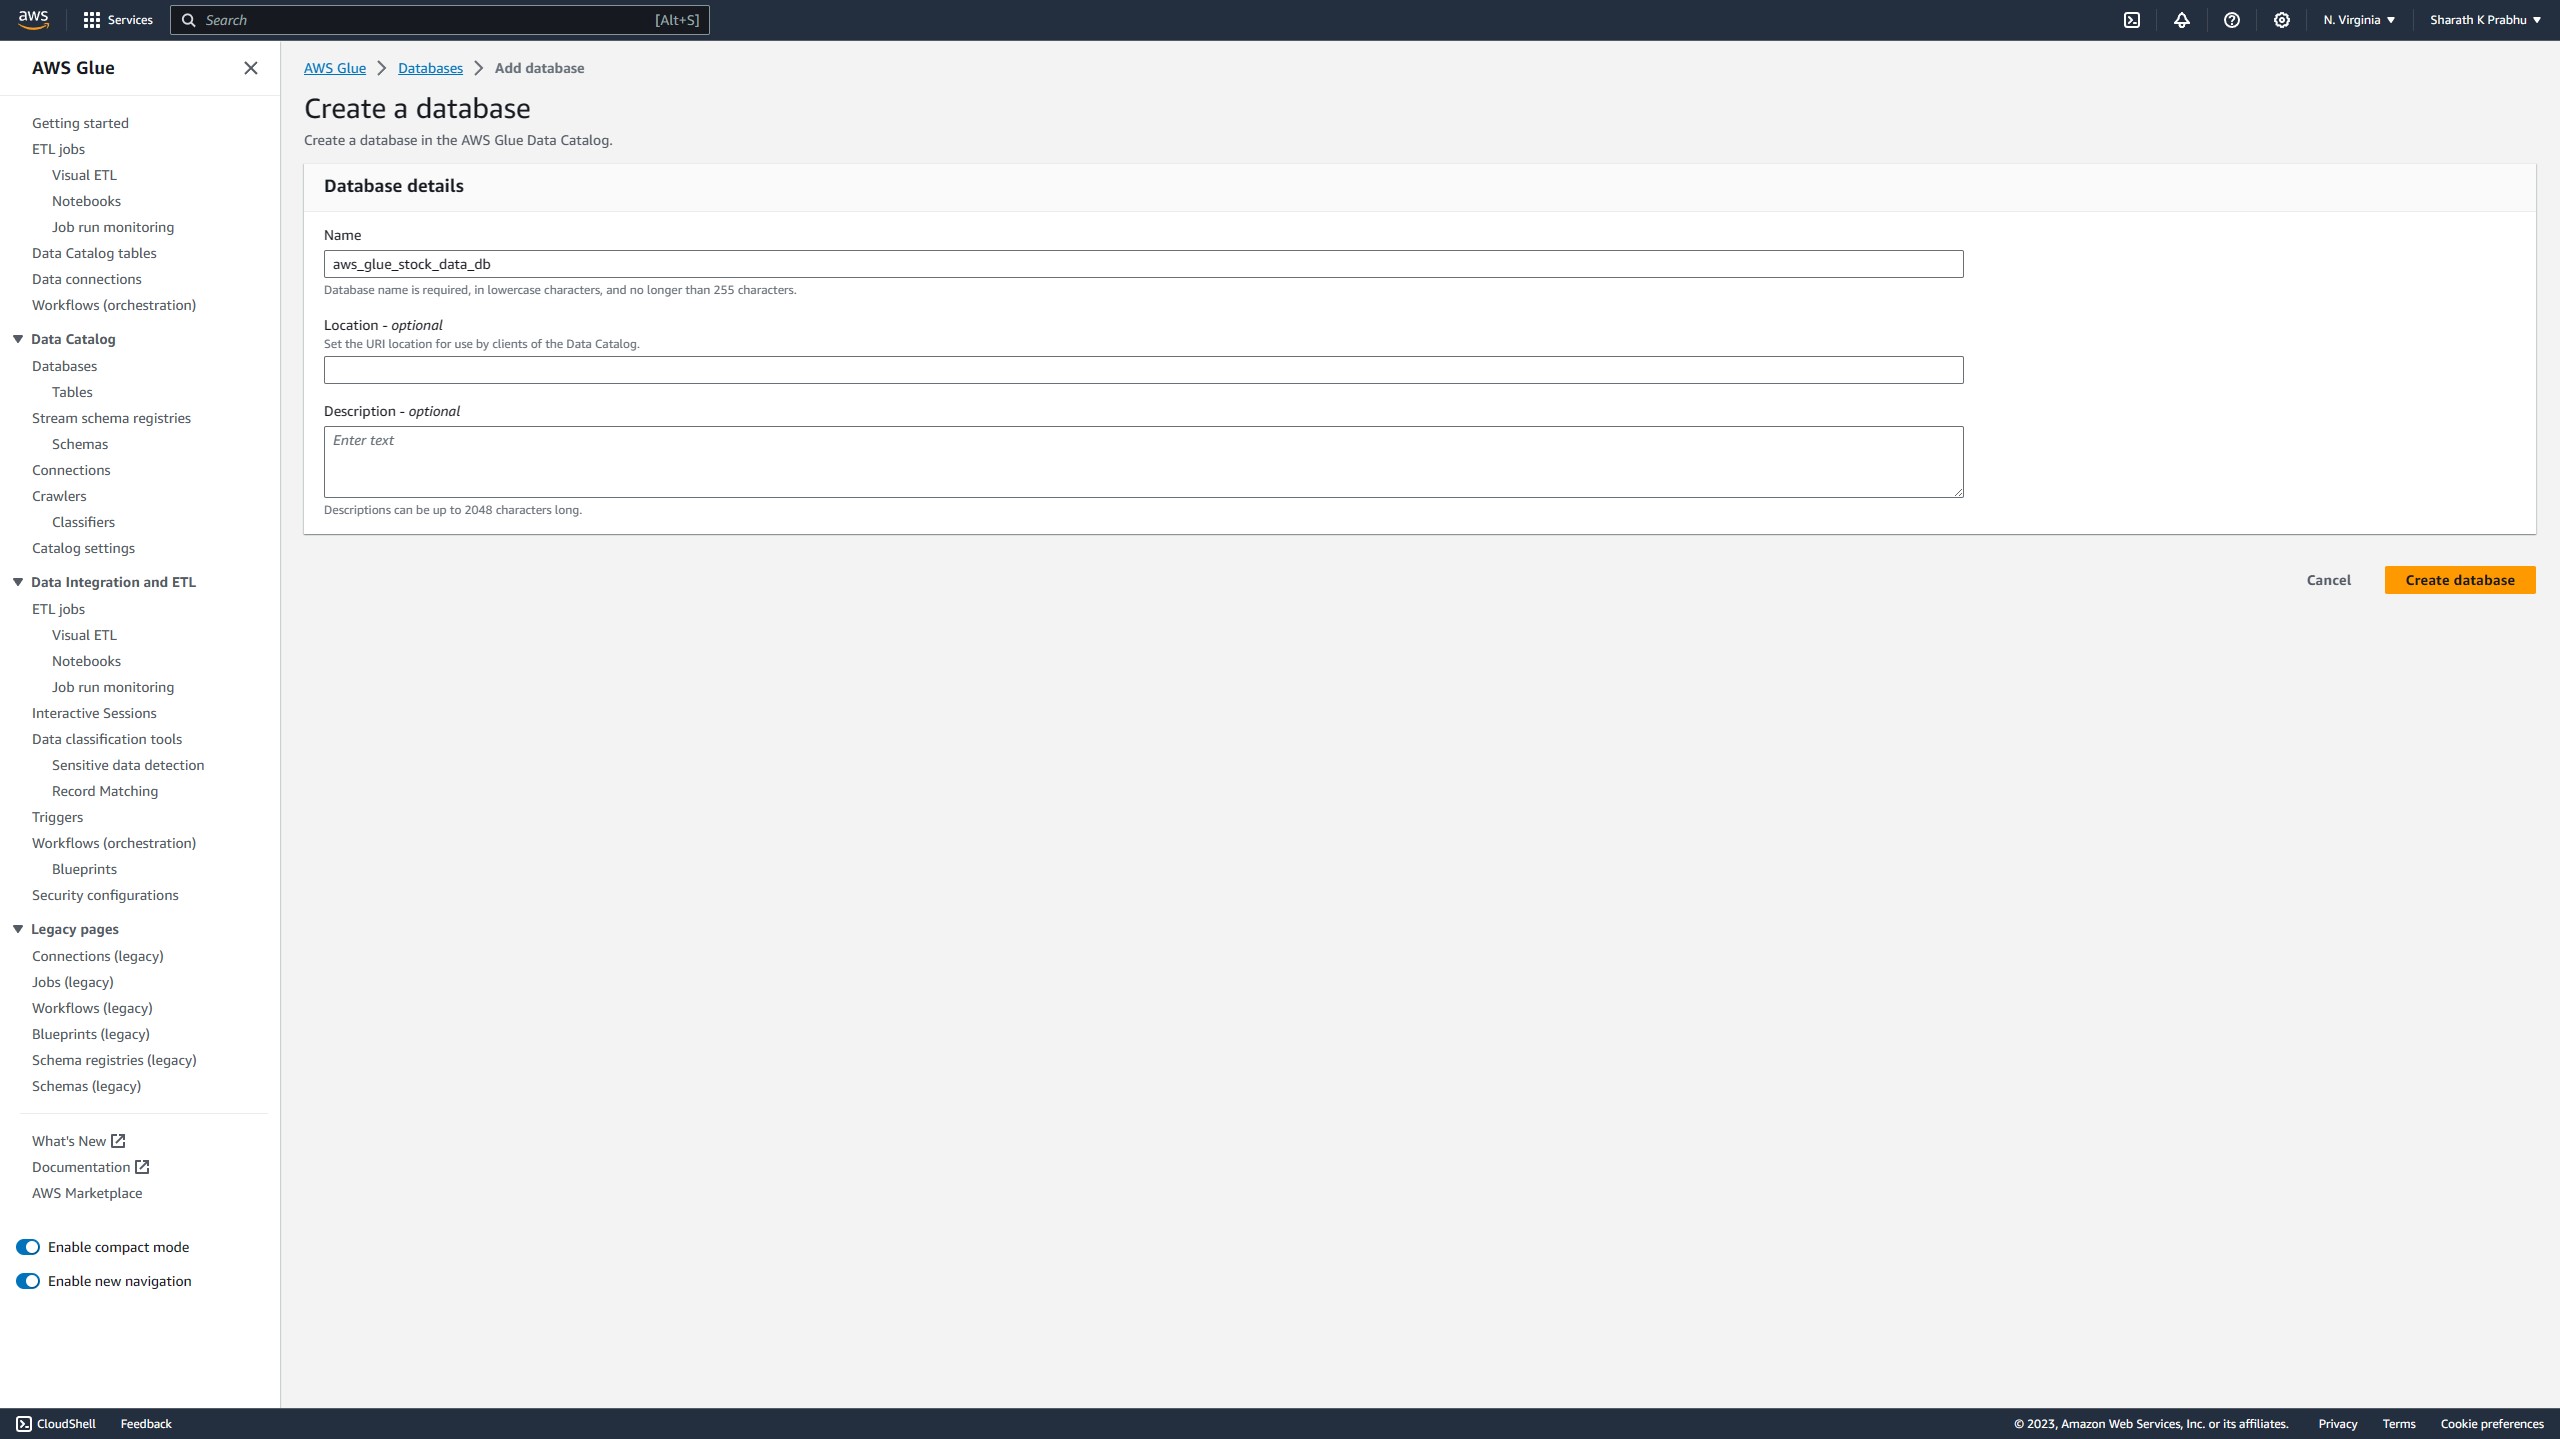 aws
Services
Search
[Alt+S]
N. Virginia
Sharath K Prabhu
AWS Glue
Getting started
ETL jobs
Visual ETL
Notebooks
Job run monitoring
Data Catalog tables
Data connections
Workflows (orchestration)
Data Catalog
Databases
Tables
Stream schema registries
Schemas
Connections
Crawlers
Classifiers
Catalog settings
Data Integration and ETL
ETL jobs
Visual ETL
Notebooks
Job run monitoring
Interactive Sessions
Data classification tools
Sensitive data detection
Record Matching
Triggers
Workflows (orchestration)
Blueprints
Security configurations
Legacy pages
Connections (legacy)
Jobs (legacy)
Workflows (legacy)
Blueprints (legacy)
Schema registries (legacy)
Schemas (legacy)
What's New
Documentation
AWS Marketplace
Enable compact mode
Enable new navigation
AWS Glue > Databases > Add database
Create a database
Create a database in the AWS Glue Data Catalog.
Database details
Name
aws_glue_stock_data_db
Database name is required, in lowercase characters, and no longer than 255 characters.
Location - optional
Set the URI location for use by clients of the Data Catalog.
Description - optional
Enter text
Descriptions can be up to 2048 characters long.
Cancel
Create database
CloudShell
Feedback
© 2023, Amazon Web Services, Inc. or its affiliates.
Privacy
Terms
Cookie preferences